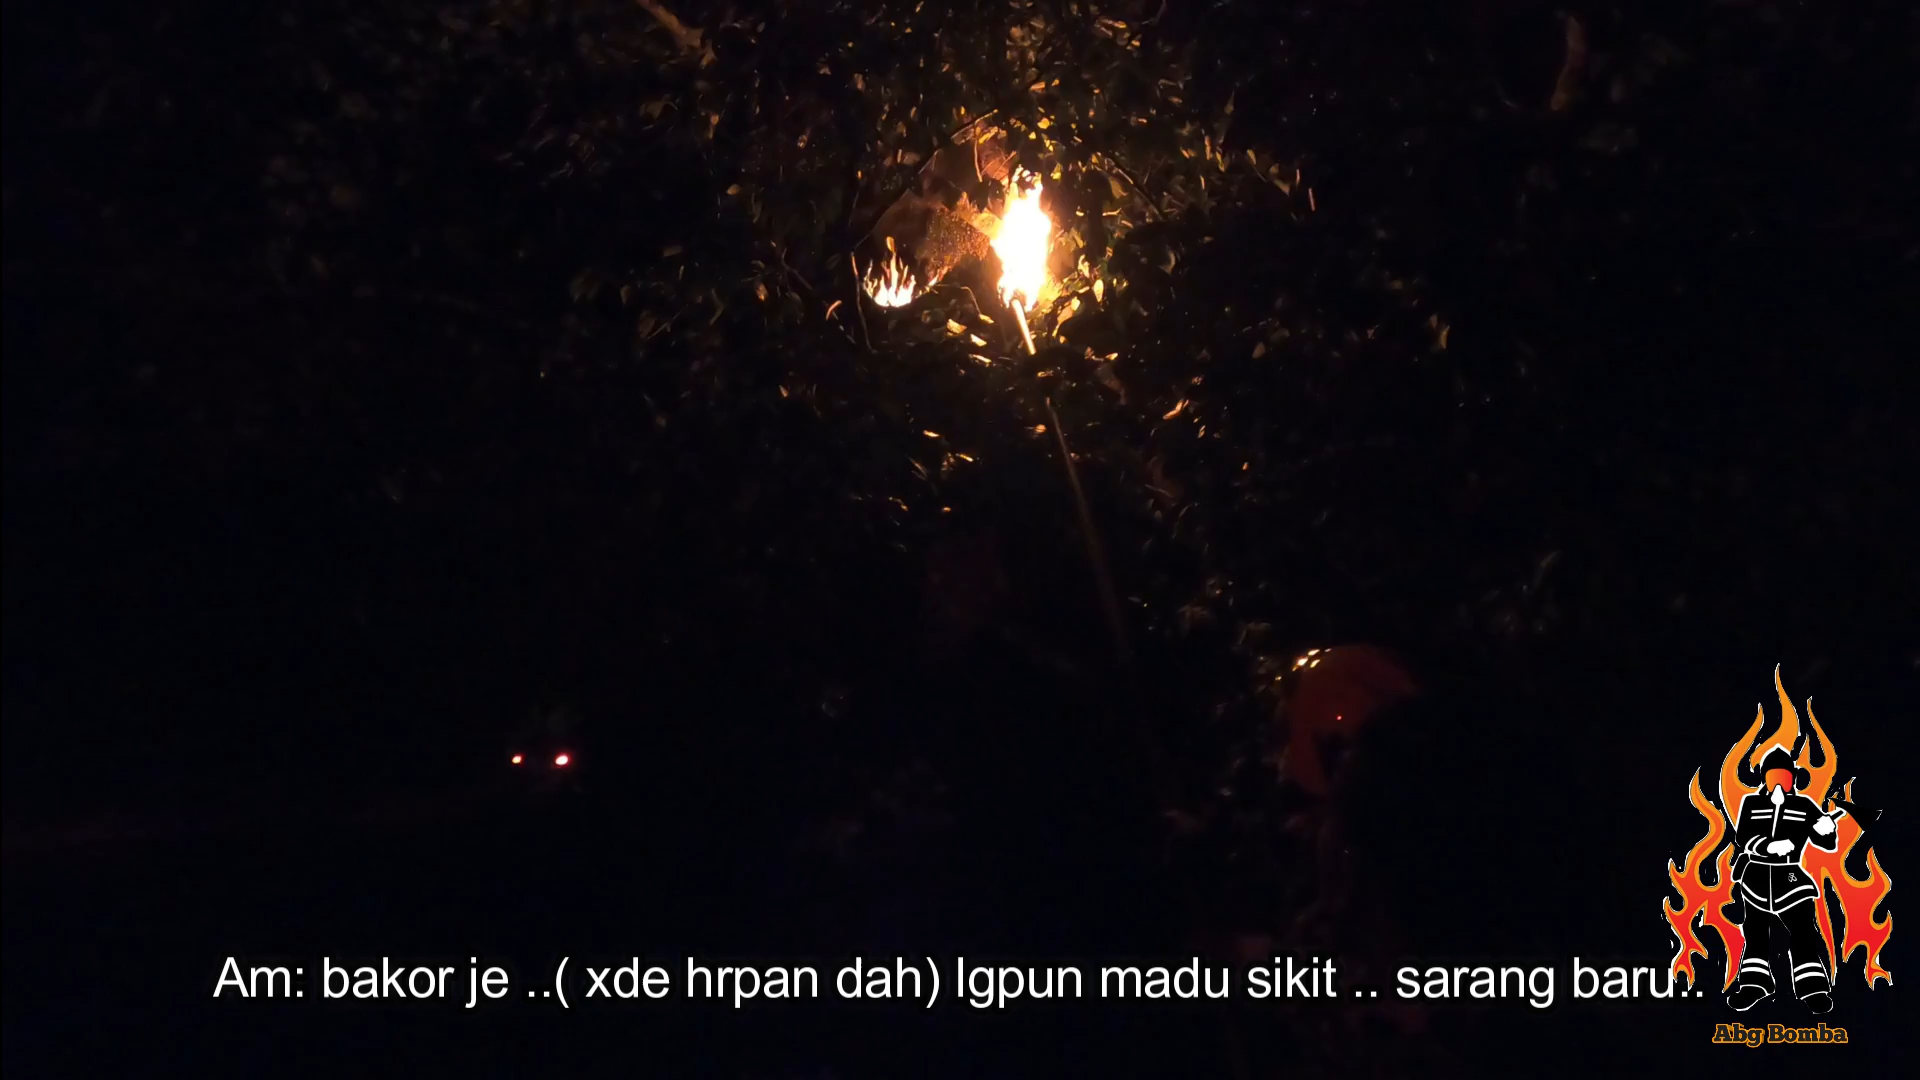 Am: bakor je ..( xde hrpan dah) lgpun madu sikit .. sarang baru..
Abg Bomba